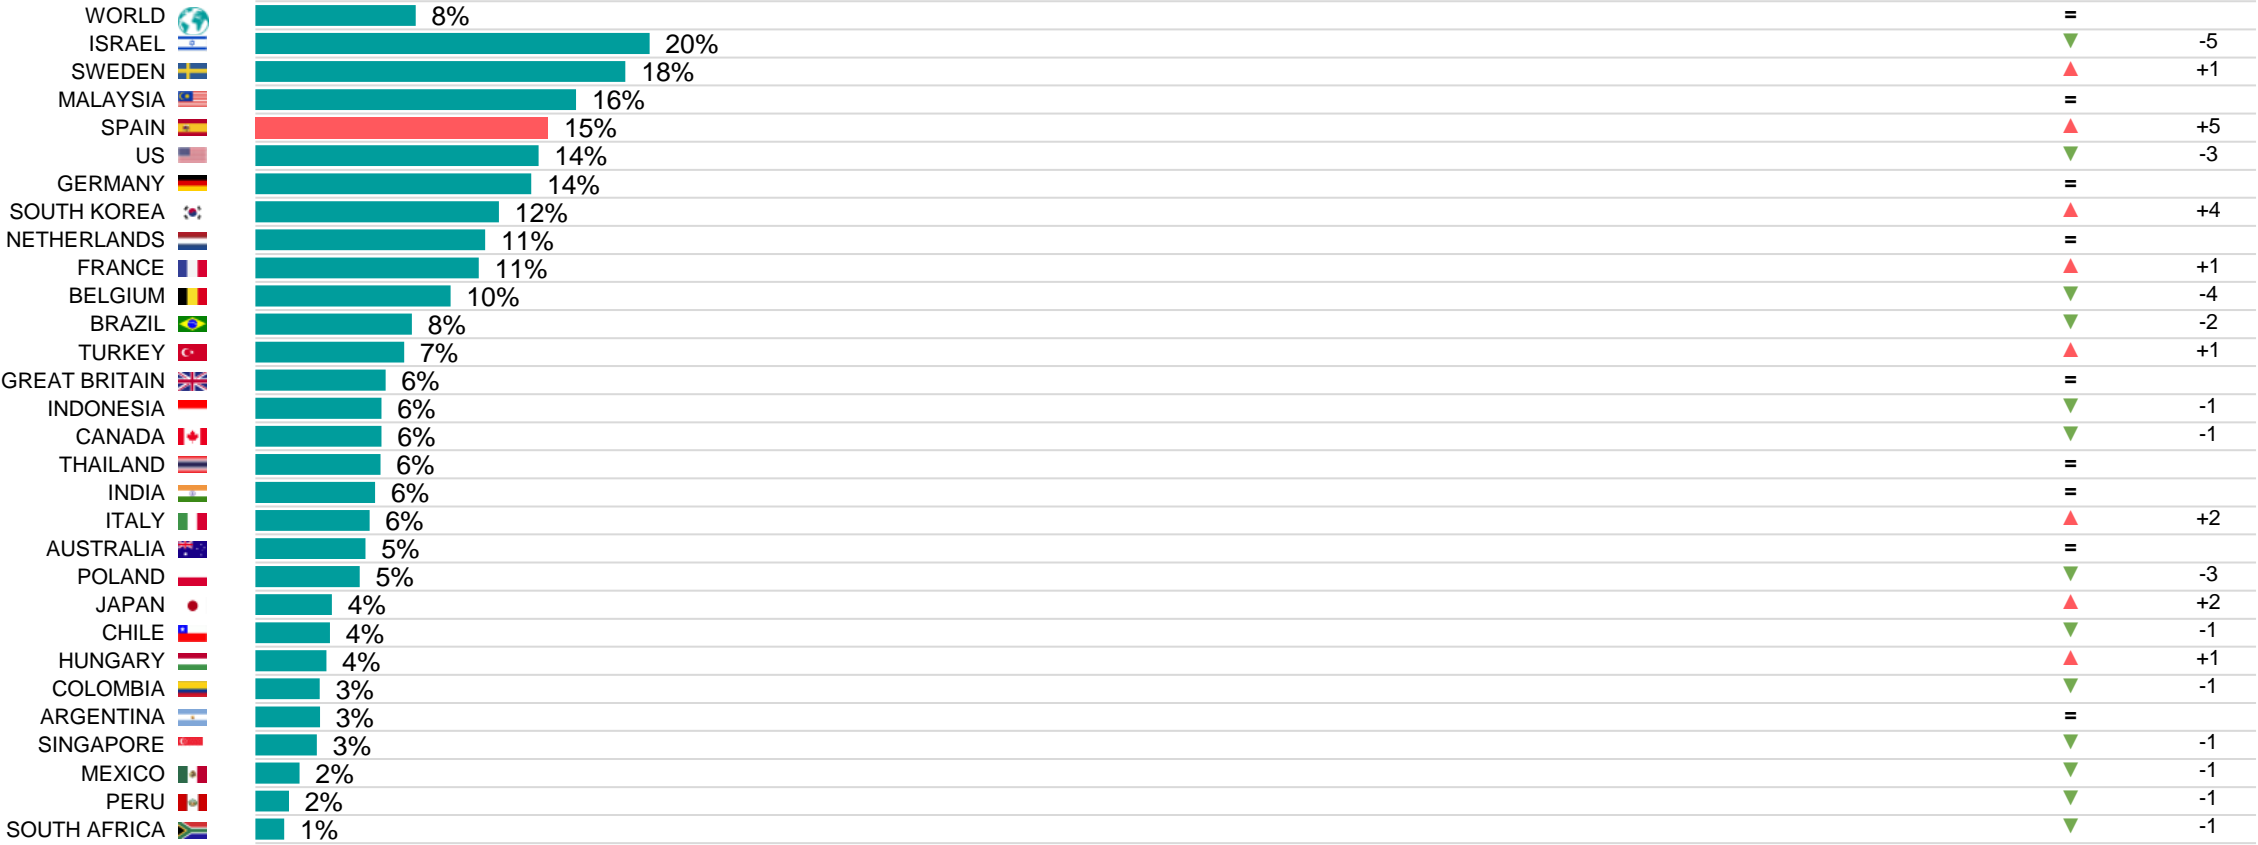 WORLD 8% =
ISRAEL 20% ▼ -5
SWEDEN 18% ▲ +1
MALAYSIA 16% =
SPAIN 15% ▲ +5
US 14% ▼ -3
GERMANY 14% =
SOUTH KOREA 12% ▲ +4
NETHERLANDS 11% =
FRANCE 11% ▲ +1
BELGIUM 10% ▼ -4
BRAZIL 8% ▼ -2
TURKEY 7% ▲ +1
GREAT BRITAIN 6% =
INDONESIA 6% ▼ -1
CANADA 6% ▼ -1
THAILAND 6% =
INDIA 6% =
ITALY 6% ▲ +2
AUSTRALIA 5% =
POLAND 5% ▼ -3
JAPAN 4% ▲ +2
CHILE 4% ▼ -1
HUNGARY 4% ▲ +1
COLOMBIA 3% ▼ -1
ARGENTINA 3% =
SINGAPORE 3% ▼ -1
MEXICO 2% ▼ -1
PERU 2% ▼ -1
SOUTH AFRICA 1% ▼ -1